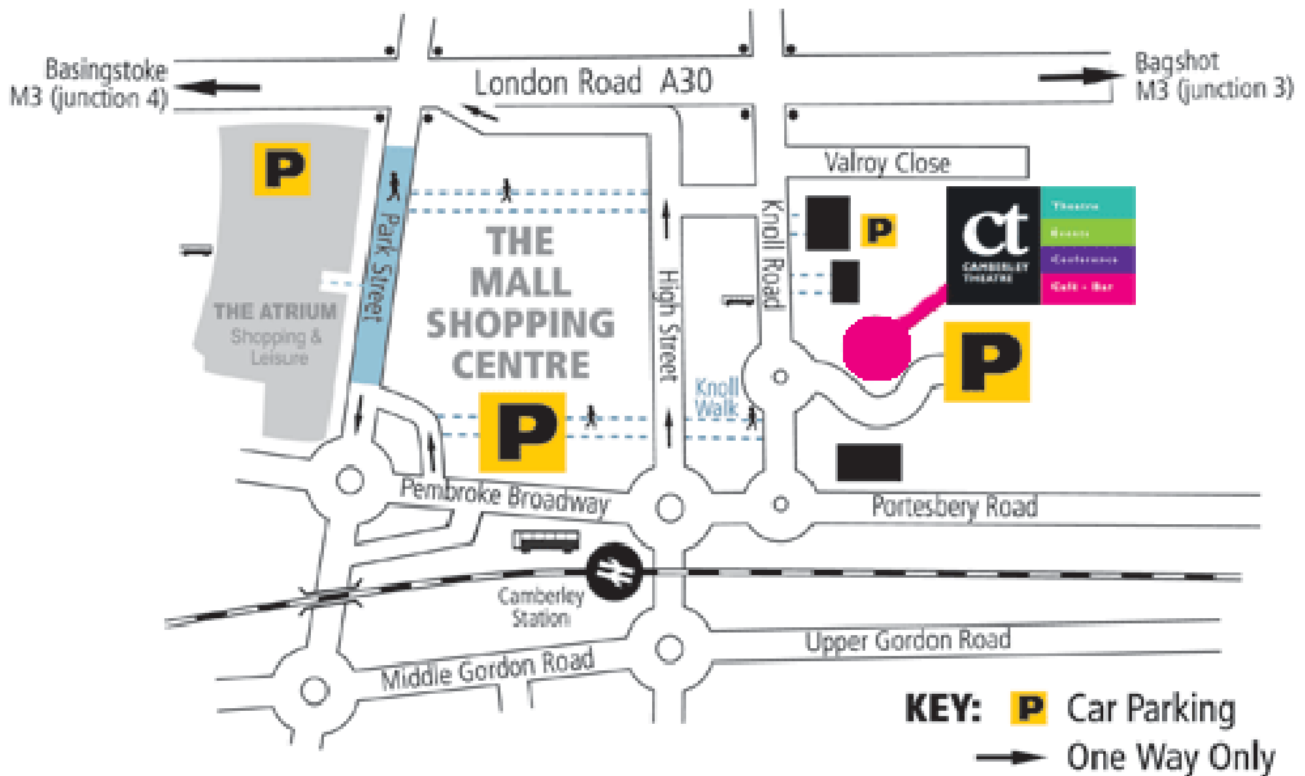 Basingstoke
M3 (junction 4)
London Road A30
Bagshot
M3 (junction 3)
P
Valroy Close
Park Street
THE
MALL
SHOPPING
CENTRE
P
High Street
Knoll Road
P
ct
CAMBERLEY
THEATRE
Theatre
Events
Conference
Café - Bar
THE ATRIUM
Shopping &
Leisure
Knoll
Walk
P
Pembroke Broadway
Portesbery Road
Camberley
Station
Middle Gordon Road
Upper Gordon Road
KEY:
P
Car Parking
One Way Only